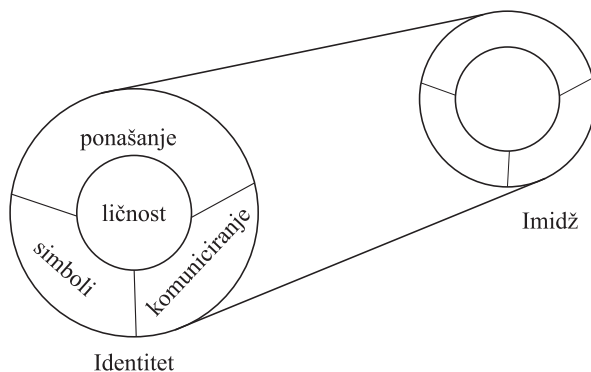 ponašanje
ličnost
simboli
komuniciranje
Imidž
Identitet